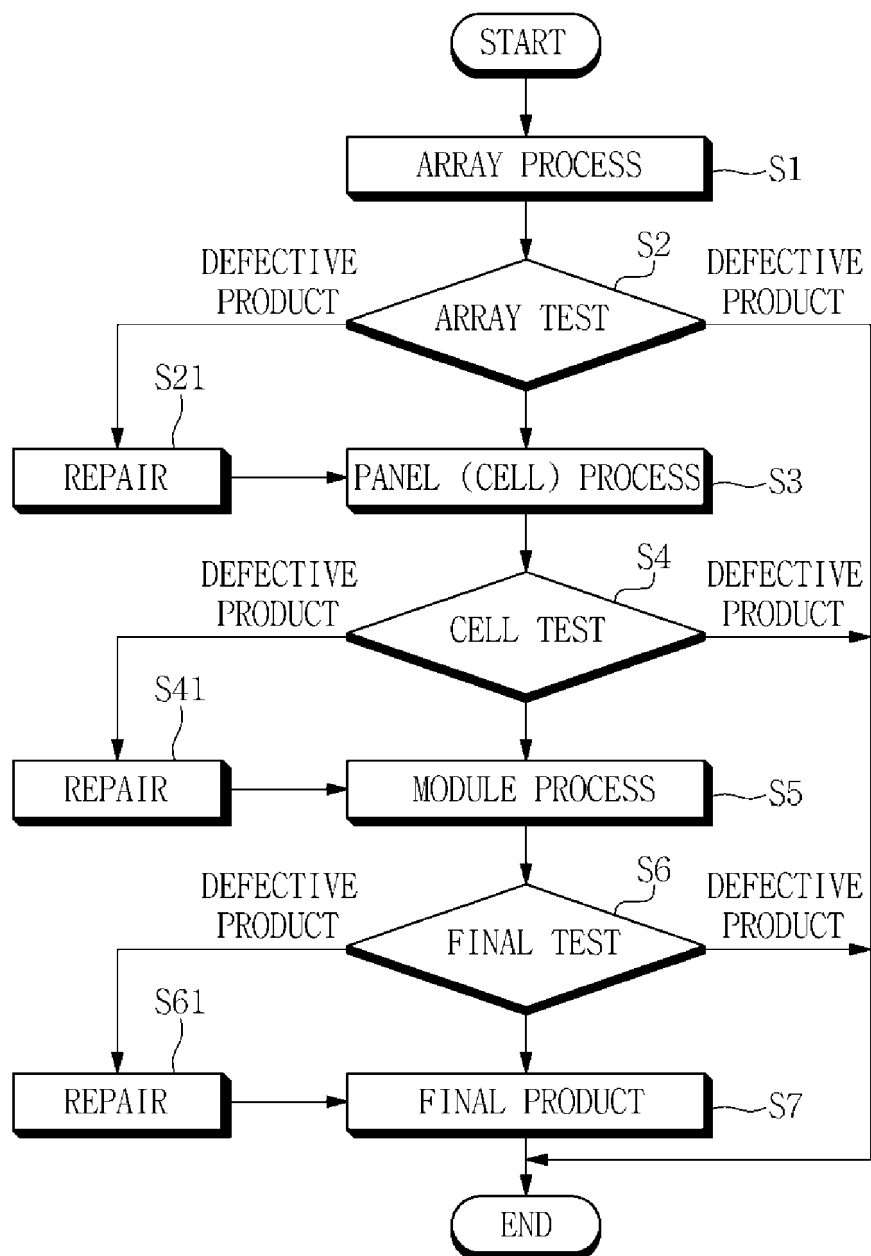 START
ARRAY PROCESS
S1
DEFECTIVE
PRODUCT
S2
DEFECTIVE
PRODUCT
ARRAY TEST
S21
REPAIR
PANEL (CELL) PROCESS
S3
DEFECTIVE
PRODUCT
S4
DEFECTIVE
PRODUCT
CELL TEST
S41
REPAIR
MODULE PROCESS
S5
DEFECTIVE
PRODUCT
S6
DEFECTIVE
PRODUCT
FINAL TEST
S61
REPAIR
FINAL PRODUCT
S7
END